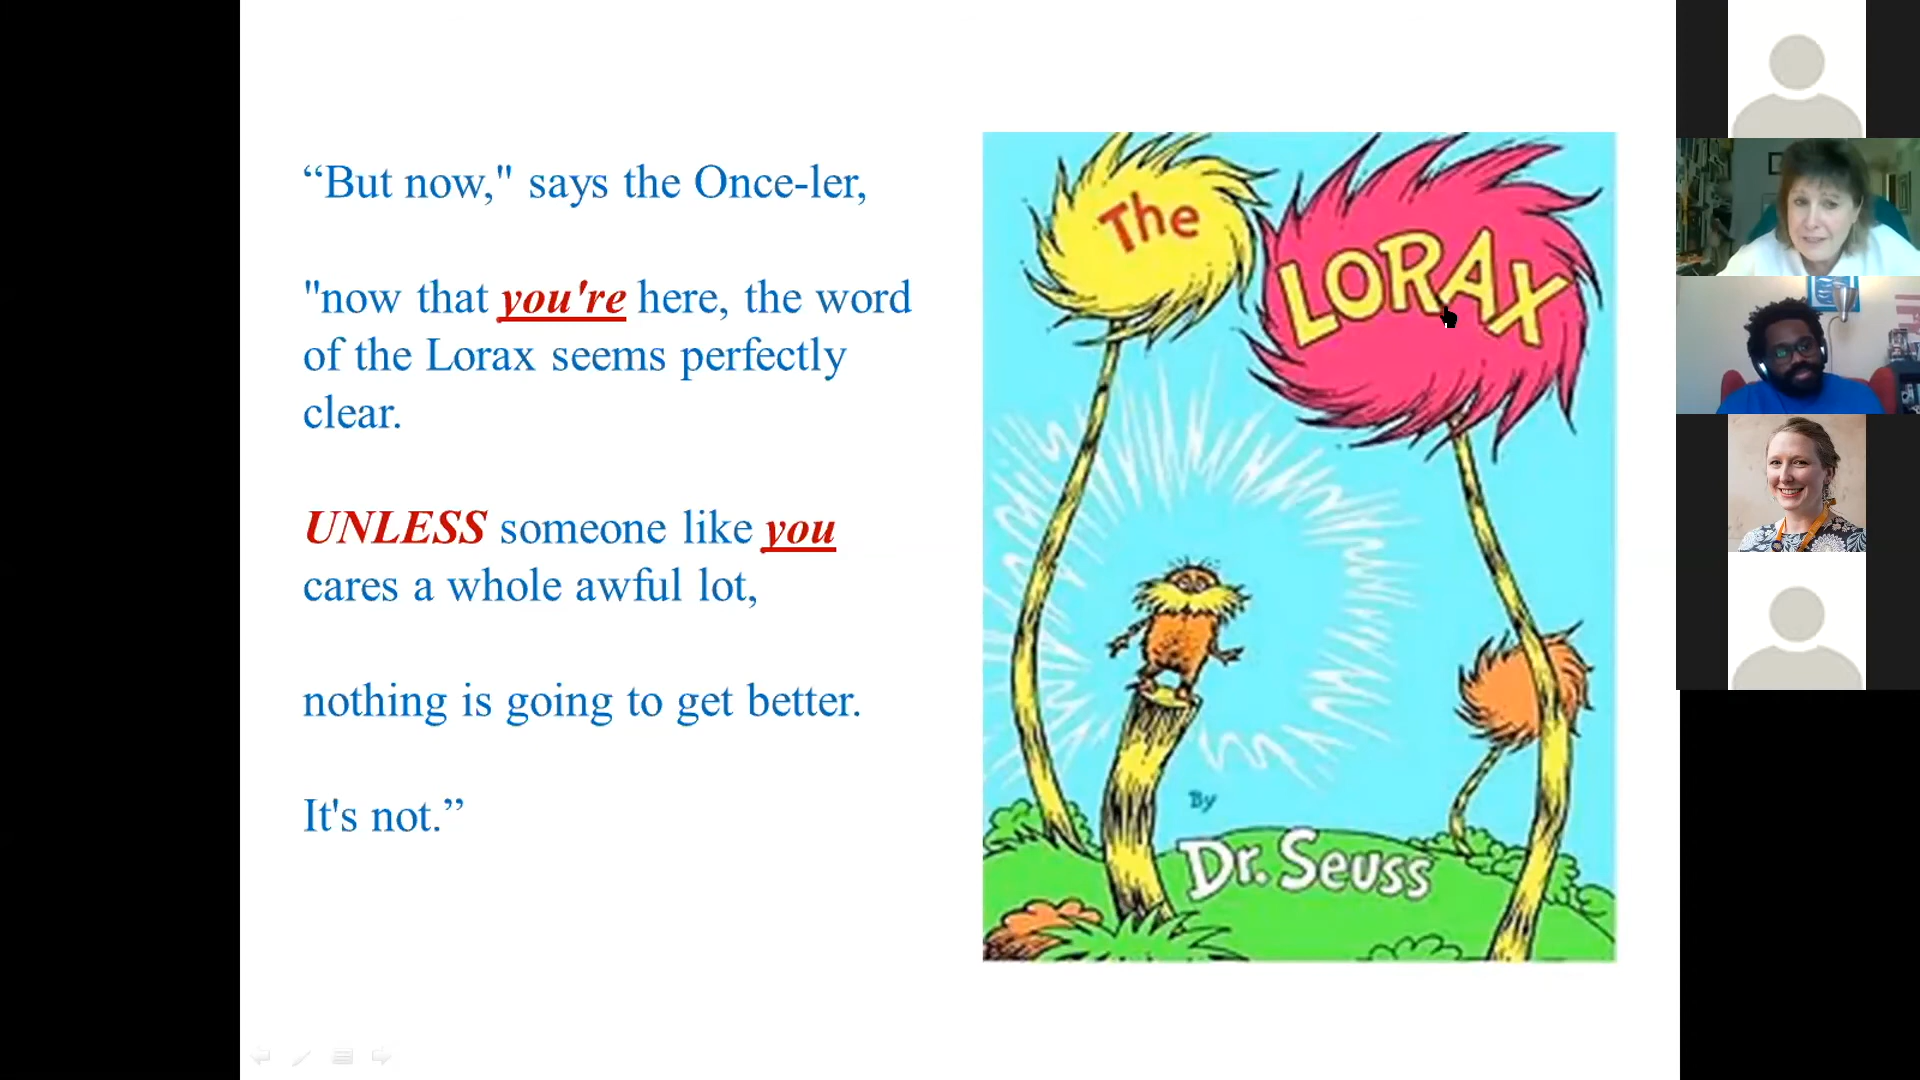 “But now," says the Once-ler,
"now that you're here, the word
of the Lorax seems perfectly
clear.
UNLESS someone like you
cares a whole awful lot,
nothing is going to get better.
It's not.”
The
LORAX
By
Dr. Seuss